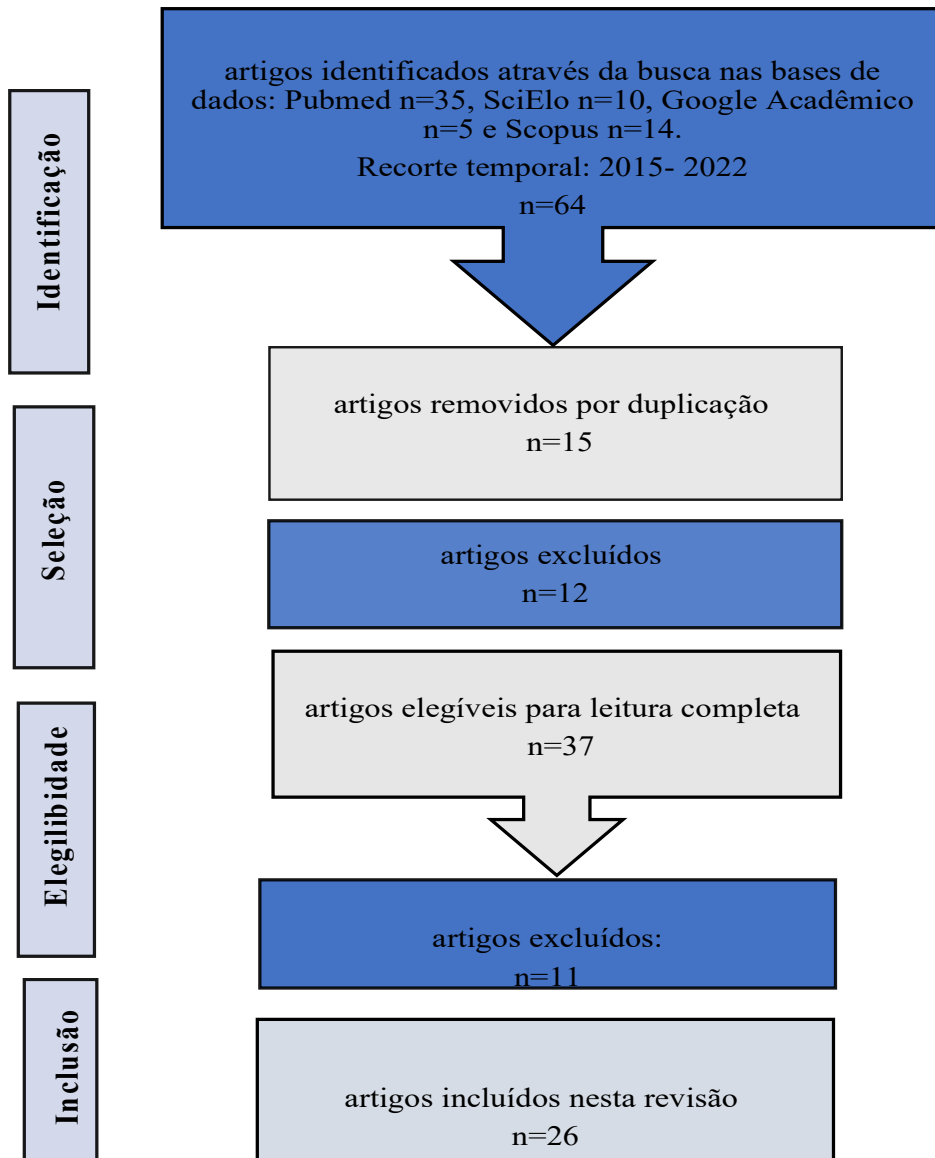 artigos identificados através da busca nas bases de
dados: Pubmed n=35, SciElo n=10, Google Acadêmico
n=5 e Scopus n=14.
Recorte temporal: 2015- 2022
n=64
Identificação
artigos removidos por duplicação
n=15
Seleção
artigos excluídos
n=12
artigos elegíveis para leitura completa
n=37
Elegilibidade
artigos excluídos:
n=11
Inclusão
artigos incluídos nesta revisão
n=26